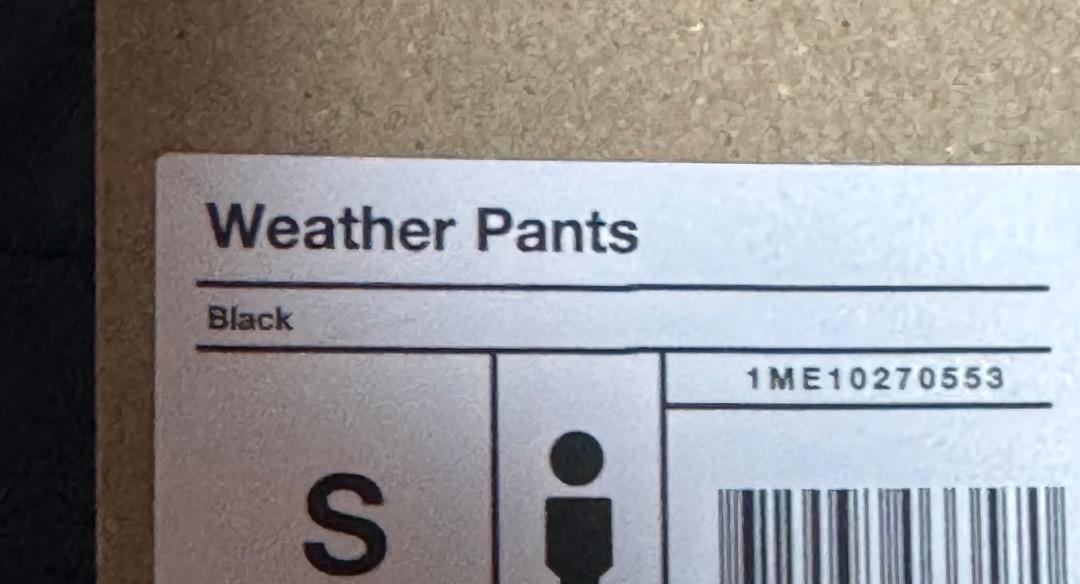 Weather Pants
Black
1ME10270553
S